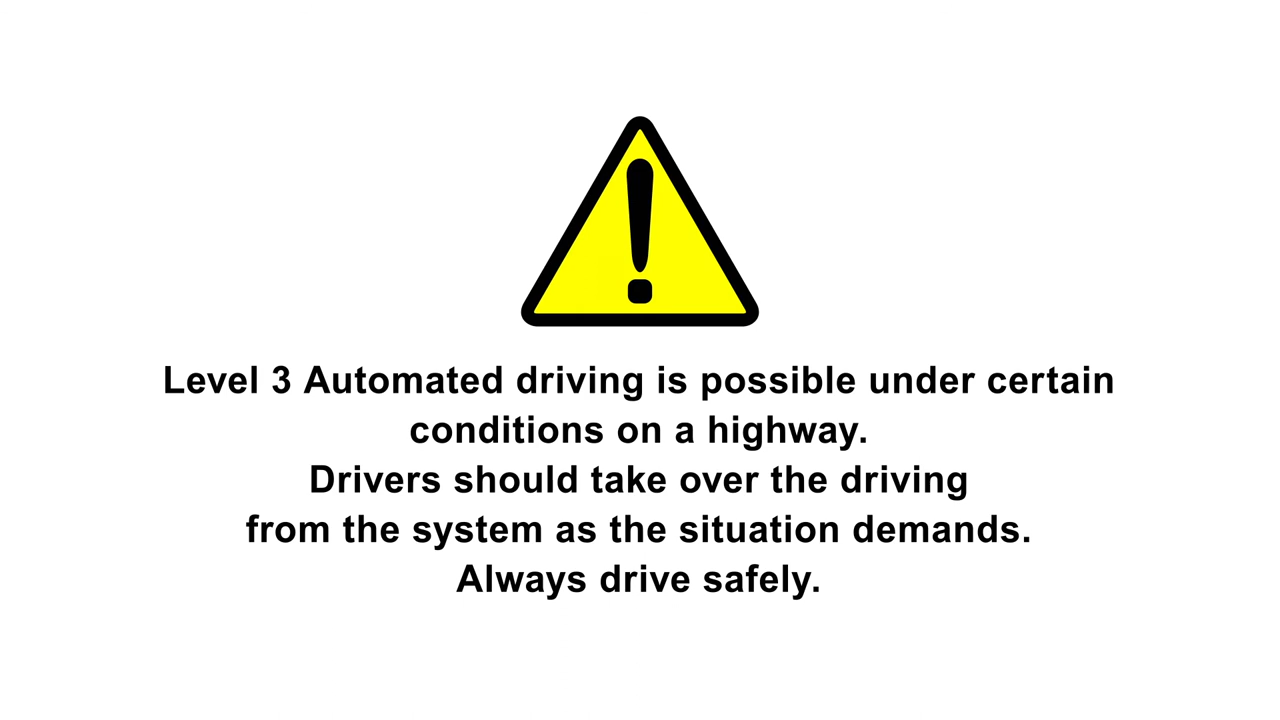 Level 3 Automated driving is possible under certain
conditions on a highway.
Drivers should take over the driving
from the system as the situation demands.
Always drive safely.